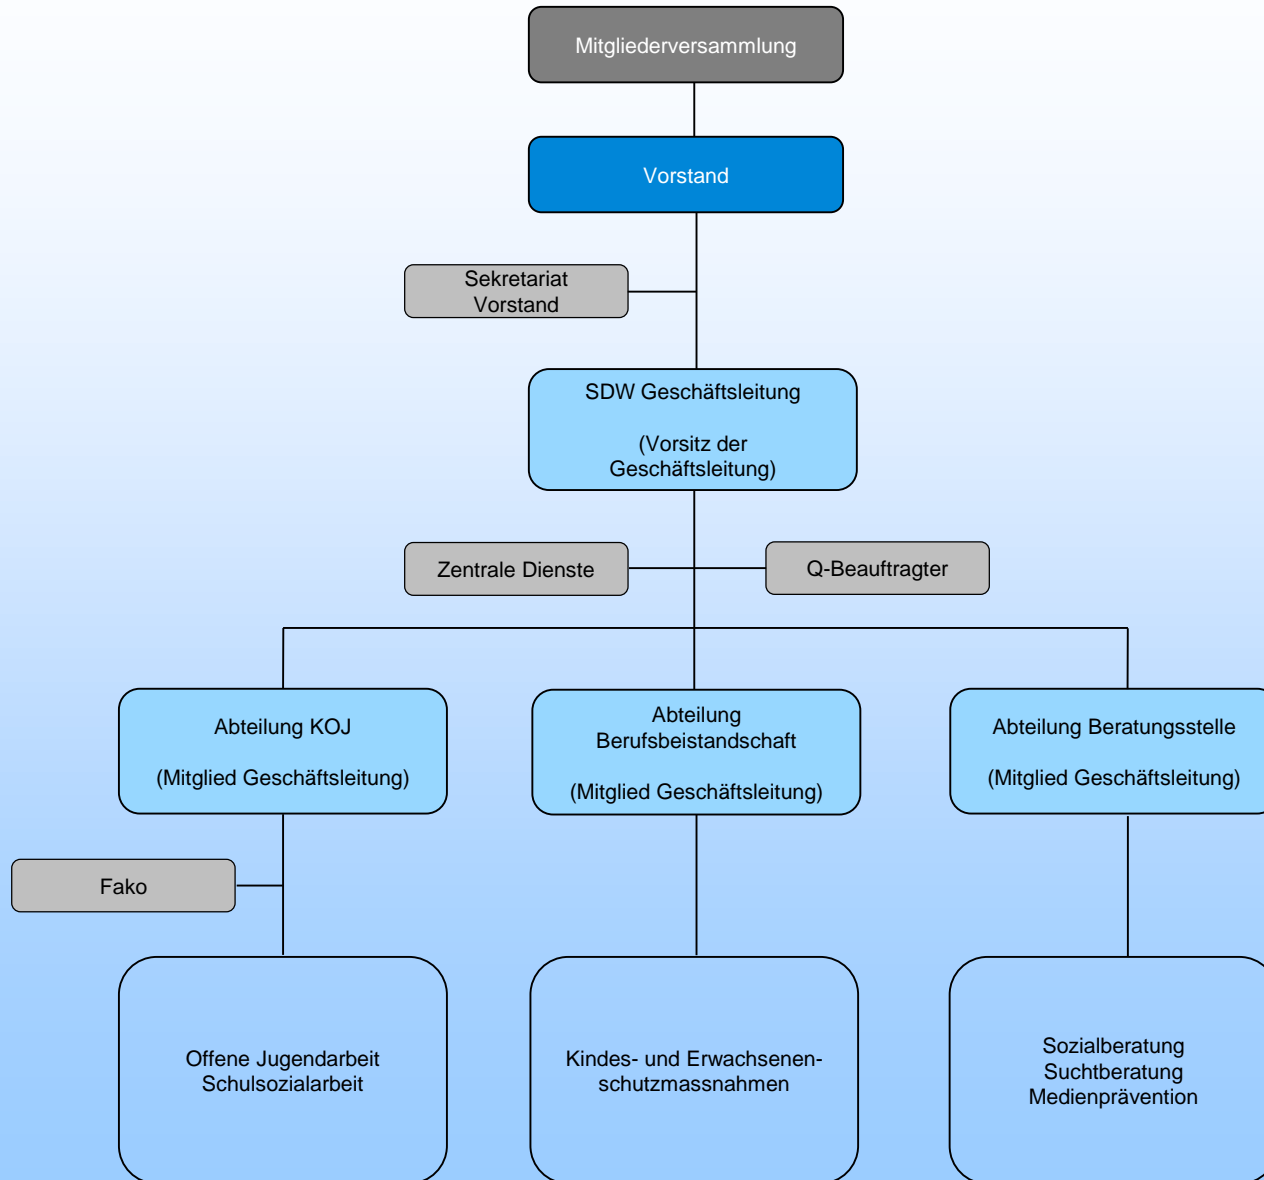 Mitgliederversammlung
Vorstand
Sekretariat
Vorstand
SDW Geschäftsleitung
(Vorsitz der
Geschäftsleitung)
Zentrale Dienste
Q-Beauftragter
Abteilung KOJ
(Mitglied Geschäftsleitung)
Abteilung
Berufsbeistandschaft
(Mitglied Geschäftsleitung)
Abteilung Beratungsstelle
(Mitglied Geschäftsleitung)
Fako
Offene Jugendarbeit
Schulsozialarbeit
Kindes- und Erwachsenen-
schutzmassnahmen
Sozialberatung
Suchtberatung
Medienprävention